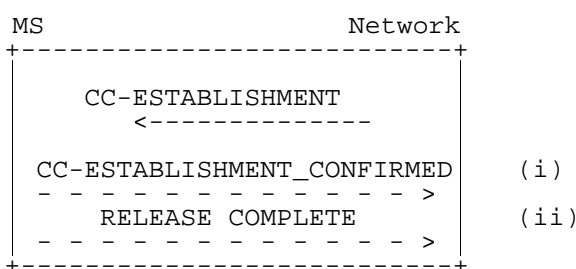 MS Network
+---------------------------+
CC-ESTABLISHMENT
<--------------
CC-ESTABLISHMENT_CONFIRMED (i)
- - - - - - - - - - - - >
RELEASE COMPLETE (ii)
- - - - - - - - - - - - >
+---------------------------+